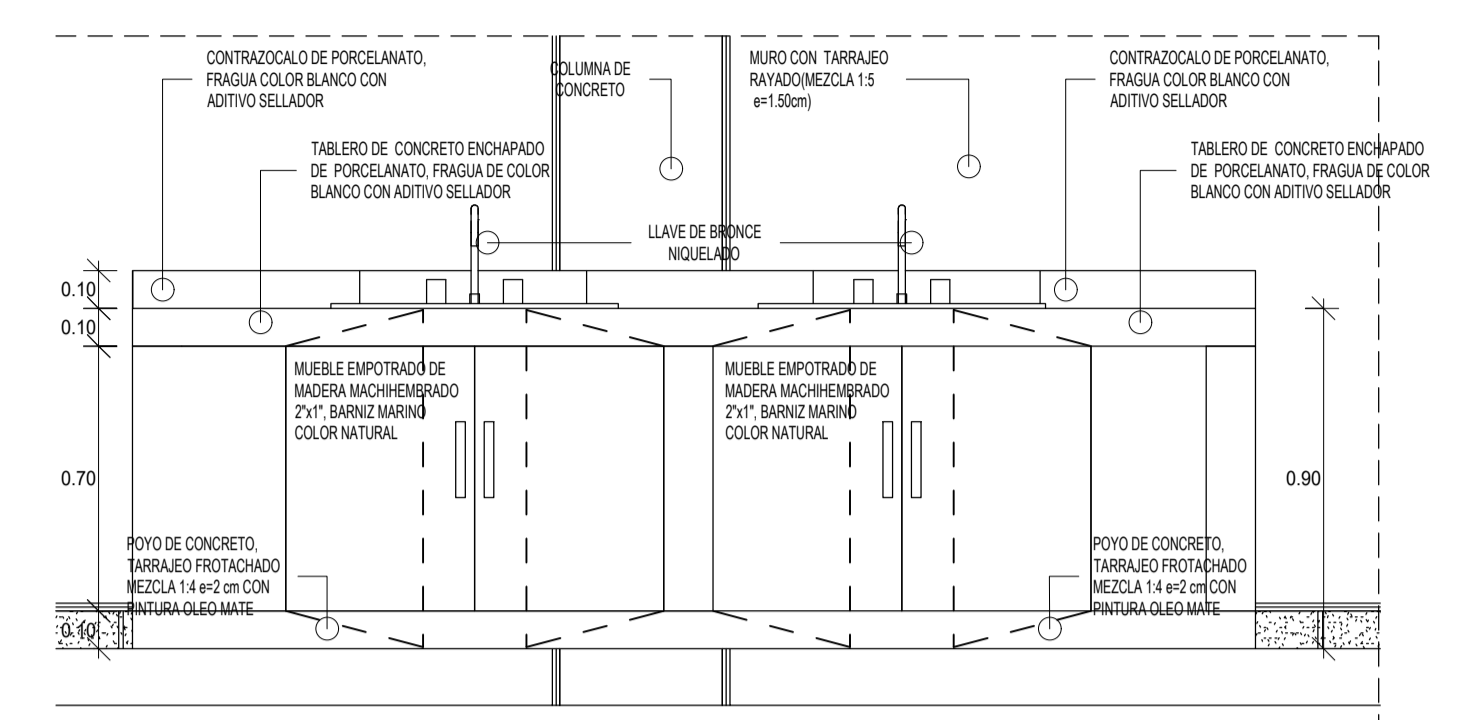 CONTRAZOCALO DE PORCELANATO,
FRAGUA COLOR BLANCO CON
ADITIVO SELLADOR
COLUMNA DE
CONCRETO
MURO CON TARRAJEO
RAYADO(MEZCLA 1:5
e=1.50cm)
CONTRAZOCALO DE PORCELANATO,
FRAGUA COLOR BLANCO CON
ADITIVO SELLADOR
TABLERO DE CONCRETO ENCHAPADO
DE PORCELANATO, FRAGUA DE COLOR
BLANCO CON ADITIVO SELLADOR
TABLERO DE CONCRETO ENCHAPADO
DE PORCELANATO, FRAGUA DE COLOR
BLANCO CON ADITIVO SELLADOR
LLAVE DE BRONCE
NIQUELADO
0.10
0.10
0.70
0.10
0.90
MUEBLE EMPOTRADO DE
MADERA MACHIHEMBRADO
2"x1", BARNIZ MARINO
COLOR NATURAL
MUEBLE EMPOTRADO DE
MADERA MACHIHEMBRADO
2"x1", BARNIZ MARINO
COLOR NATURAL
POYO DE CONCRETO,
TARRAJEO FROTACHADO
MEZCLA 1:4 e=2 cm CON
PINTURA OLEO MATE
POYO DE CONCRETO,
TARRAJEO FROTACHADO
MEZCLA 1:4 e=2 cm CON
PINTURA OLEO MATE